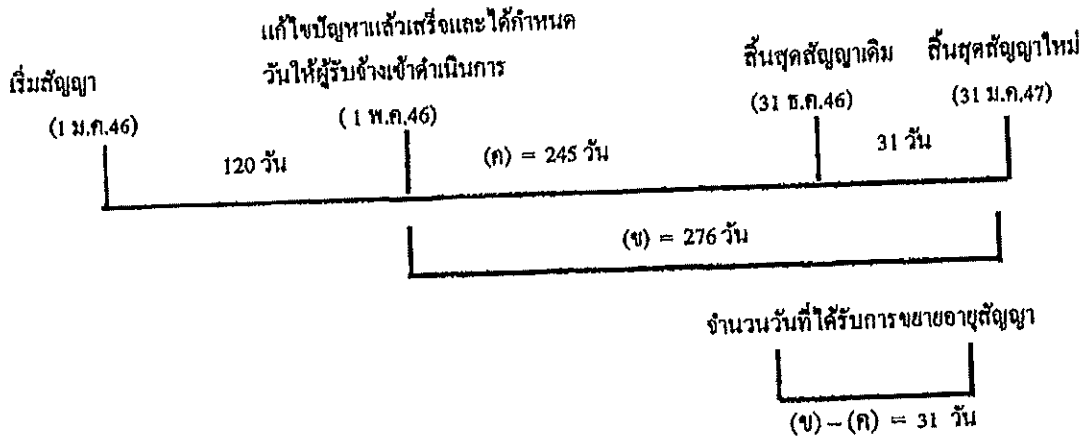 แก้ไขปัญหาแล้วเสร็จและได้กำหนด
วันให้ผู้รับจ้างเข้าดำเนินการ
เริ่มสัญญา
สิ้นสุดสัญญาเดิม
สิ้นสุดสัญญาใหม่
(1 ม.ค.46)
( 1 พ.ค.46)
(31 ธ.ค.46)
(31 ม.ค.47)
120 วัน
(ค) = 245 วัน
31 วัน
(ข) = 276 วัน
จำนวนวันที่ได้รับการขยายอายุสัญญา
(ข) – (ค) = 31 วัน